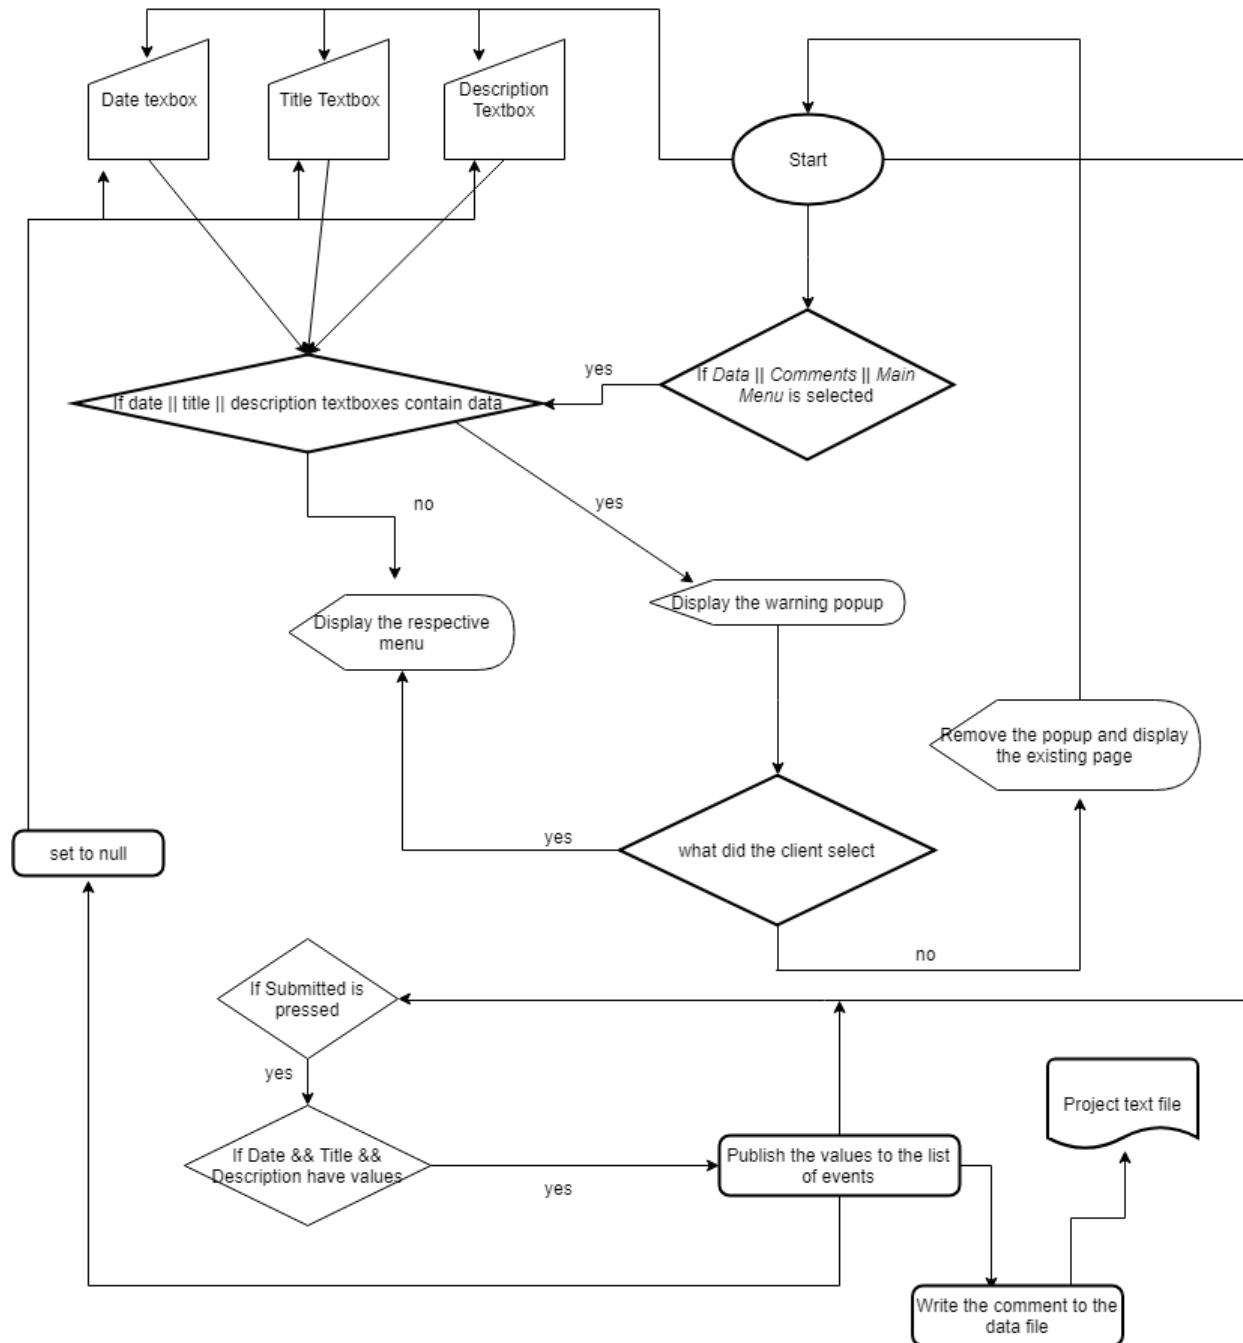 Date texbox
Title Textbox
Description
Textbox
Start
yes
If Data || Comments || Main
Menu is selected
If date || title || description textboxes contain data
no
yes
Display the respective
menu
Display the warning popup
Remove the popup and display
the existing page
set to null
yes
what did the client select
no
If Submitted is
pressed
yes
Project text file
If Date && Title &&
Description have values
yes
Publish the values to the list
of events
Write the comment to the
data file